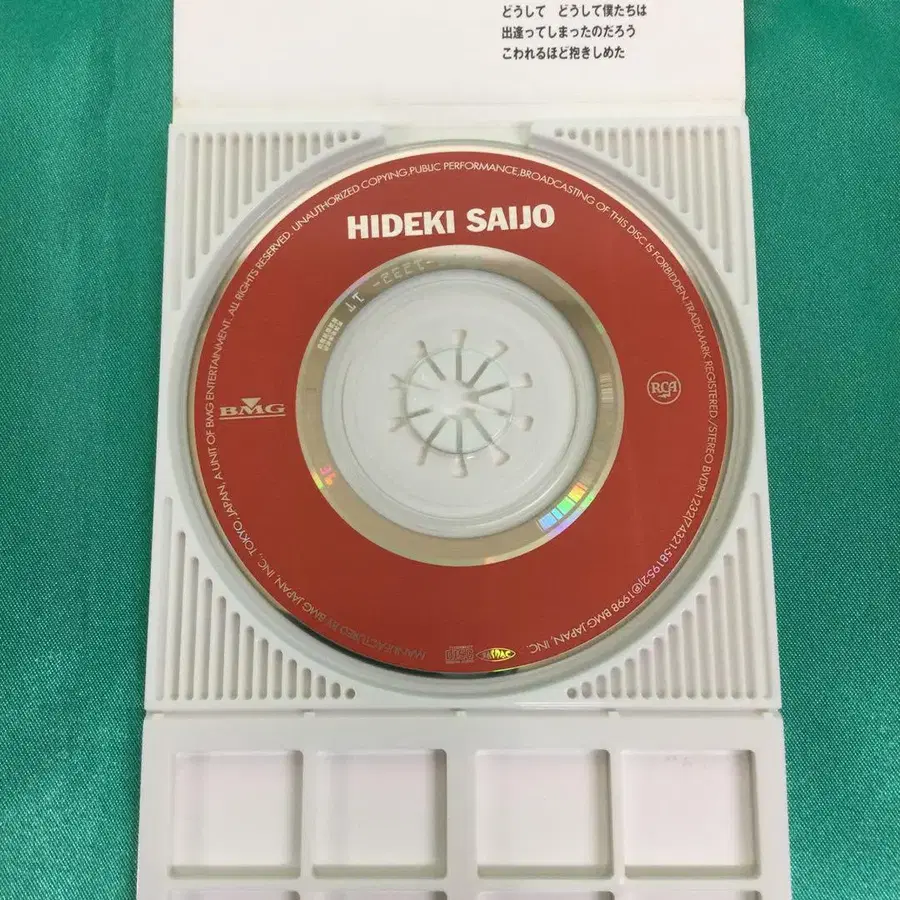 どうして どうして僕たちは
出逢ってしまったのだろう
こわれるほど抱きしめた
HIDEKI SAIJO
BMG
RCA
MANUFACTURED BY BMG JAPAN, INC., TOKYO, JAPAN, A UNIT OF BMG ENTERTAINMENT. ALL RIGHTS RESERVED. UNAUTHORIZED COPYING,PUBLIC PERFORMANCE,BROADCASTING OF THIS DISC IS FORBIDDEN.TRADEMARK REGISTERED./STEREO BVDR-1232(74321581952)℗1998 BMG JAPAN, INC.
JASRAC